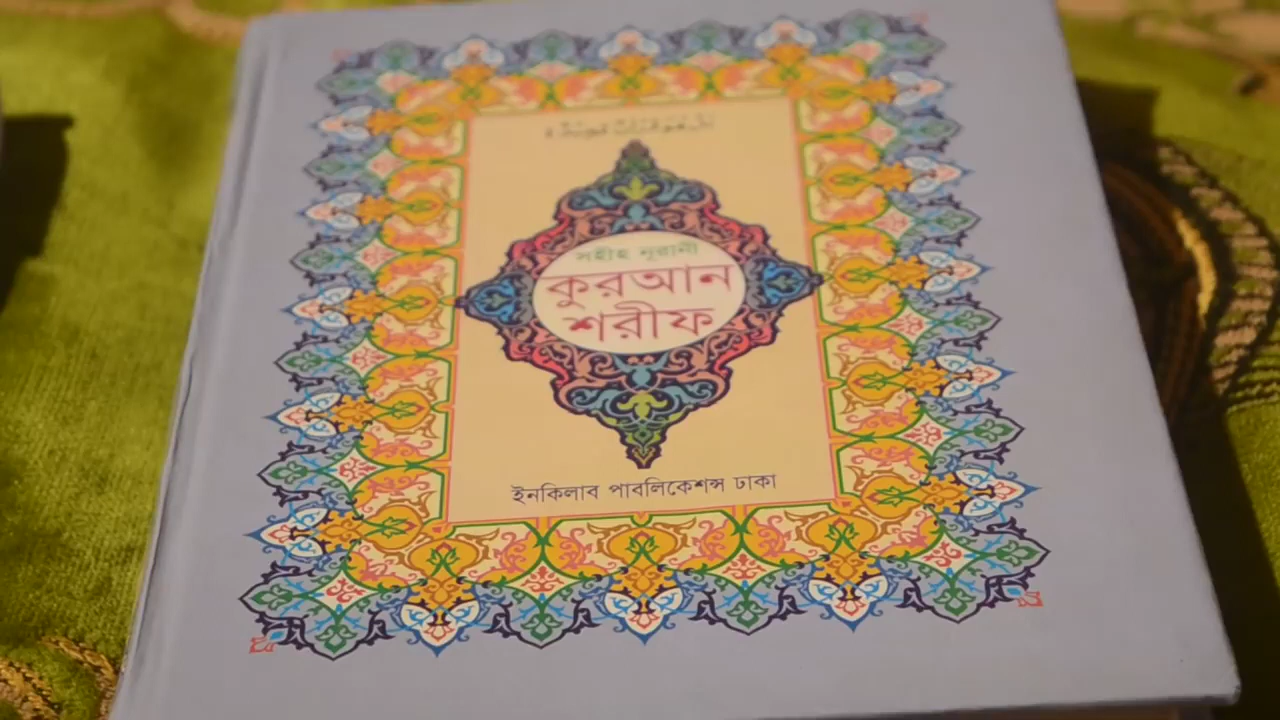 সহীহ নূরানী
কুরআন
শরীফ
ইনকিলাব পাবলিকেশন্স ঢাকা